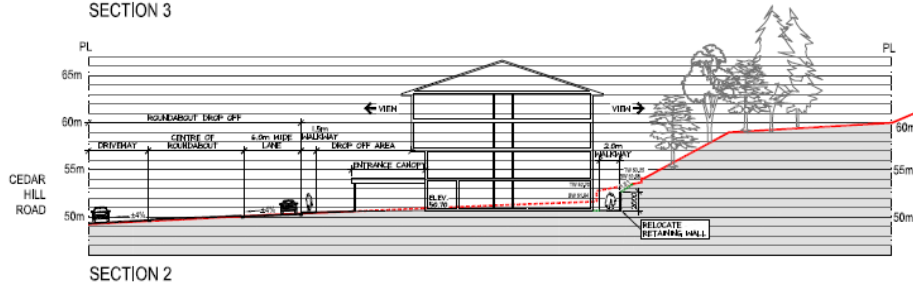 SECTION 3
PL
PL
65m
VIEW
VIEW
ROUNDABOUT DROP OFF
60m
60m
1.5m
WALKWAY
DRIVEWAY
CENTRE OF
ROUNDABOUT
6.0m WIDE
LANE
DROP OFF AREA
2.0m
WALKWAY
ENTRANCE CANOPY
55m
55m
CEDAR
HILL
ROAD
ELEV.
50.70
±4%
±4%
50m
50m
RELOCATE
RETAINING WALL
SECTION 2